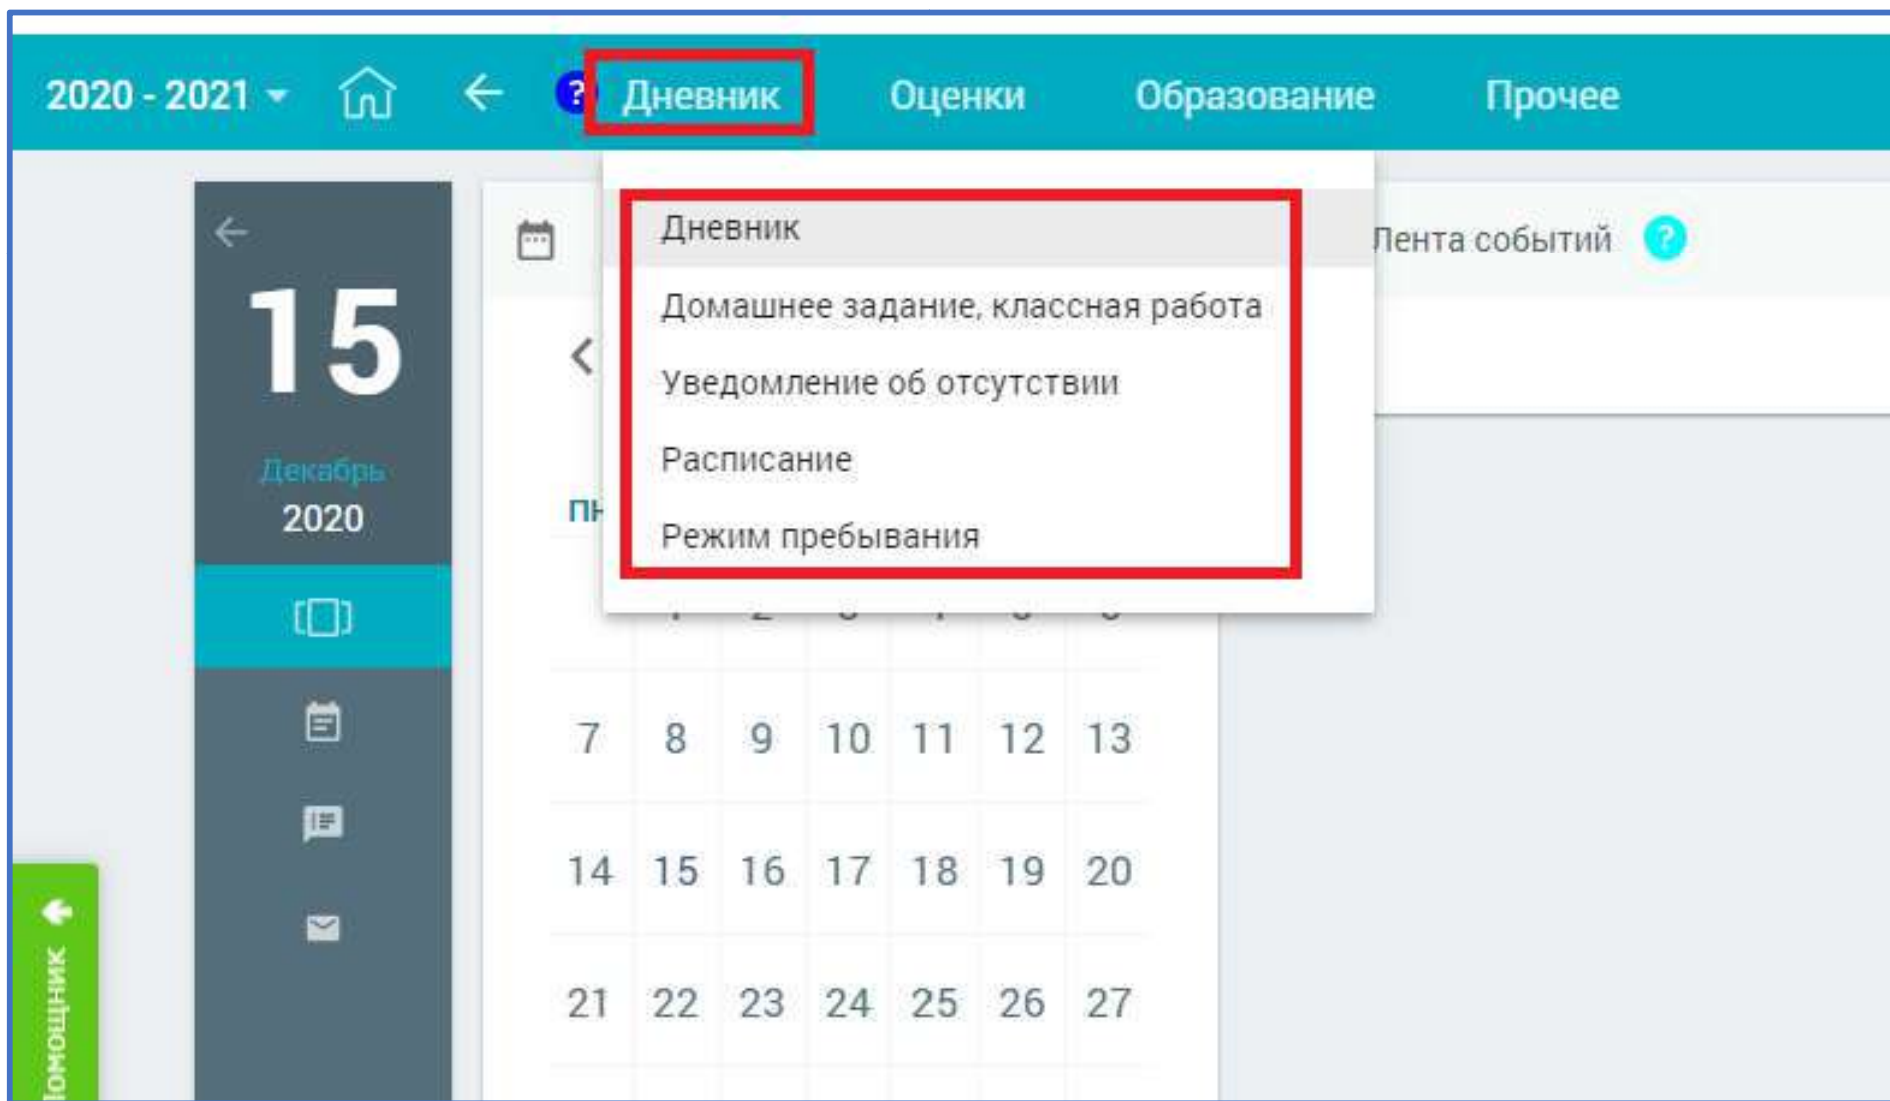 2020 - 2021 ? Дневник Оценки Образование Прочее
Дневник
Домашнее задание, классная работа
Уведомление об отсутствии
Расписание
Режим пребывания
Лента событий ?
15
Декабрь
2020
7 8 9 10 11 12 13
14 15 16 17 18 19 20
21 22 23 24 25 26 27